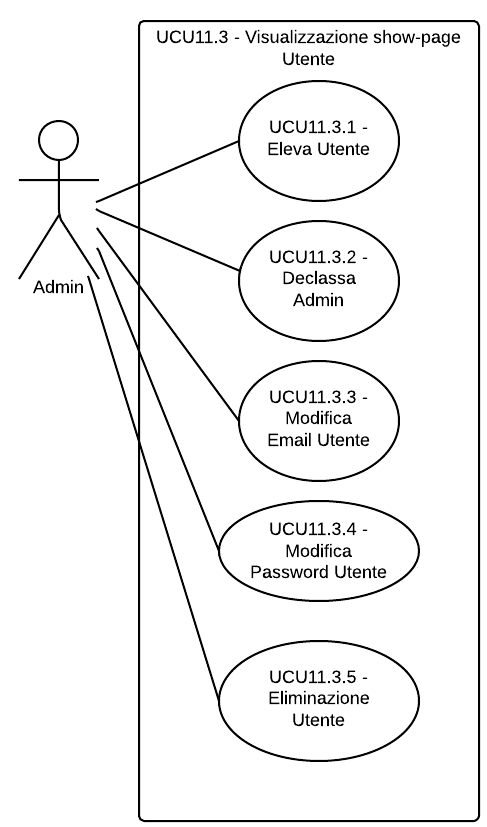 UCU11.3 - Visualizzazione show-page
Utente
UCU11.3.1 -
Eleva Utente
UCU11.3.2 -
Declassa
Admin
Admin
UCU11.3.3 -
Modifica
Email Utente
UCU11.3.4 -
Modifica
Password Utente
UCU11.3.5 -
Eliminazione
Utente